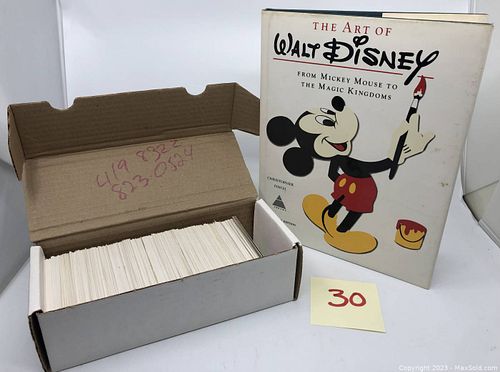 THE ART OF
WALT DISNEY
FROM MICKEY MOUSE TO
THE MAGIC KINGDOMS
CHRISTOPHER
FINCH
419 8322
823-0524
30
Copyright 2023 - MaxSold.com